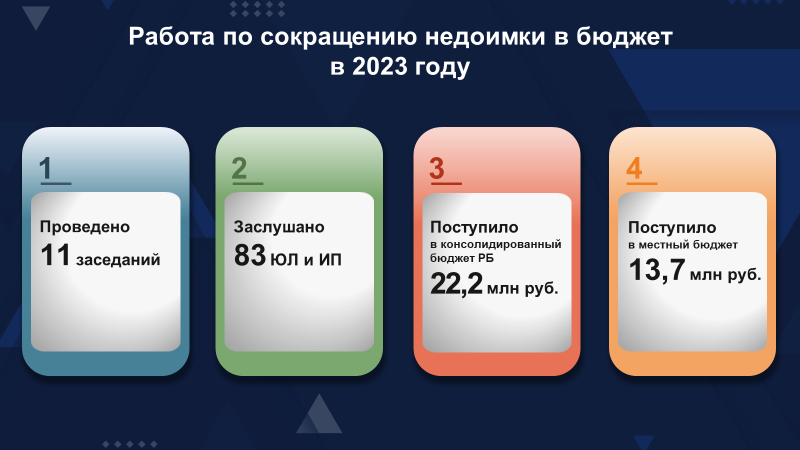 Работа по сокращению недоимки в бюджет
в 2023 году
1
Проведено
11 заседаний
2
Заслушано
83 ЮЛ и ИП
3
Поступило
в консолидированный
бюджет РБ
22,2 млн руб.
4
Поступило
в местный бюджет
13,7 млн руб.